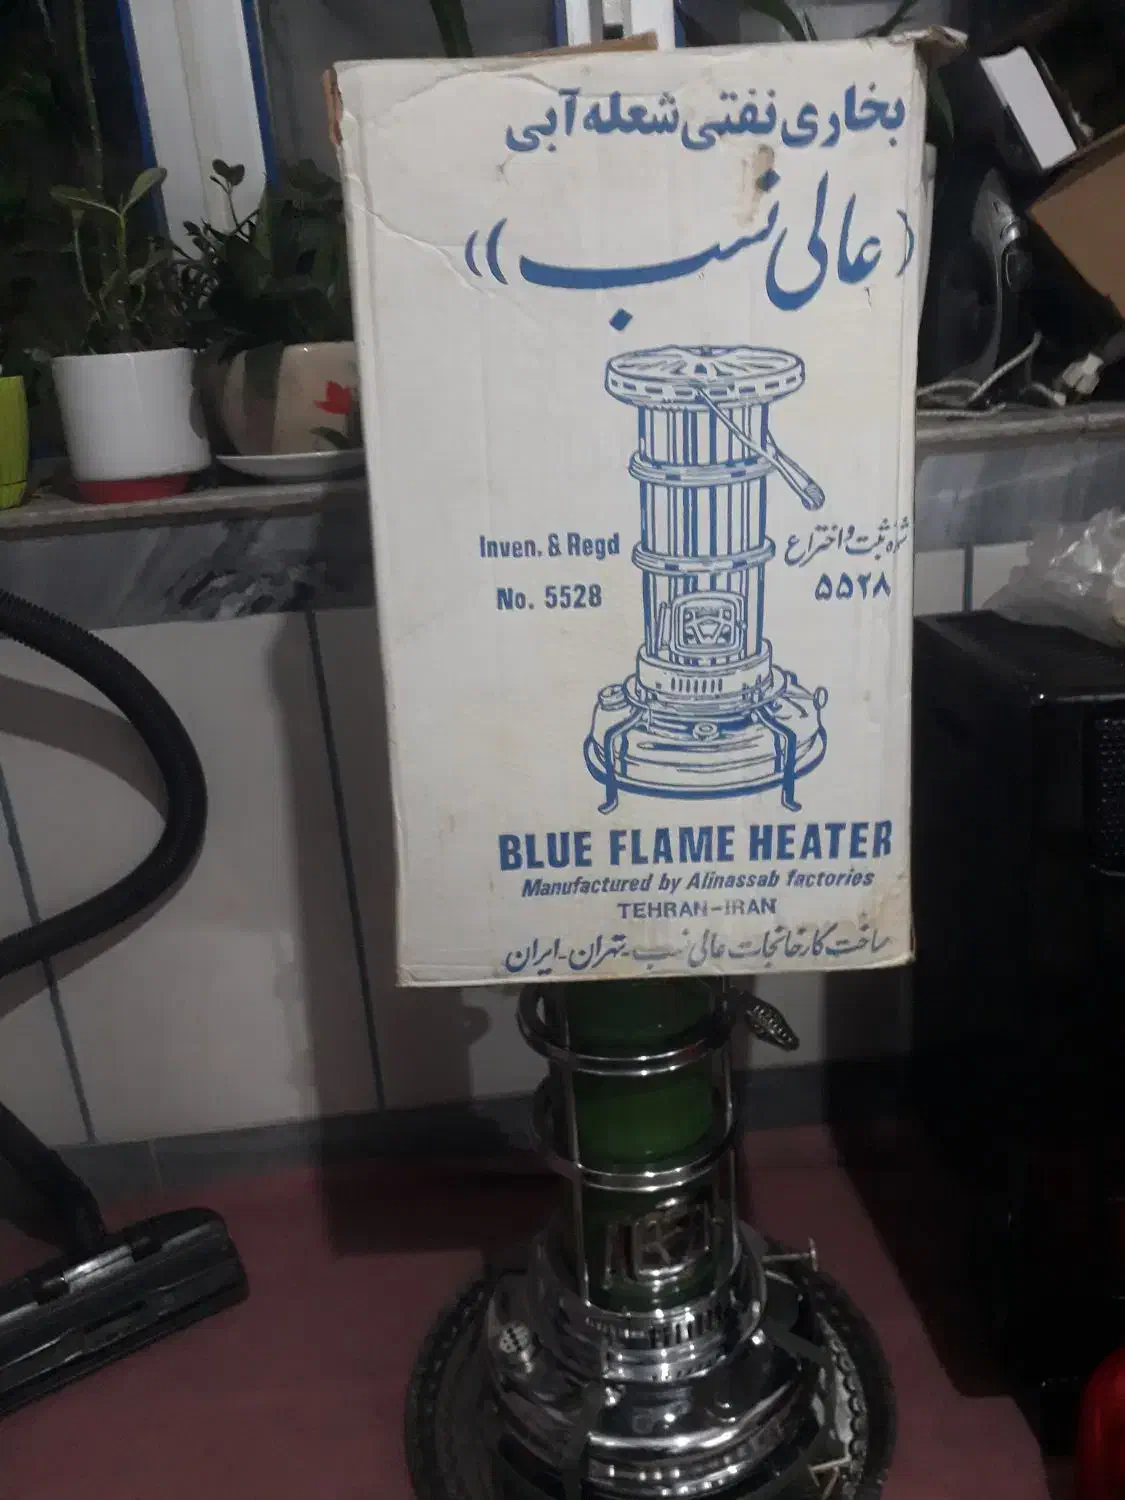 بخاری نفتی شعله آبی
(عالی نسب))
Inven. & Regd
No. 5528
شماره ثبت و اختراع
۵۵۲۸
BLUE FLAME HEATER
Manufactured by Alinassab factories
TEHRAN-IRAN
ساخت کارخانجات عالی نسب - تهران - ایران